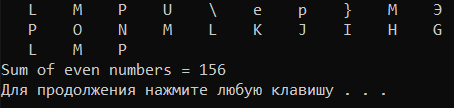 L M P U \ e p } М Э
P O N M L K J I H G
L M P
Sum of even numbers = 156
Для продолжения нажмите любую клавишу . . .